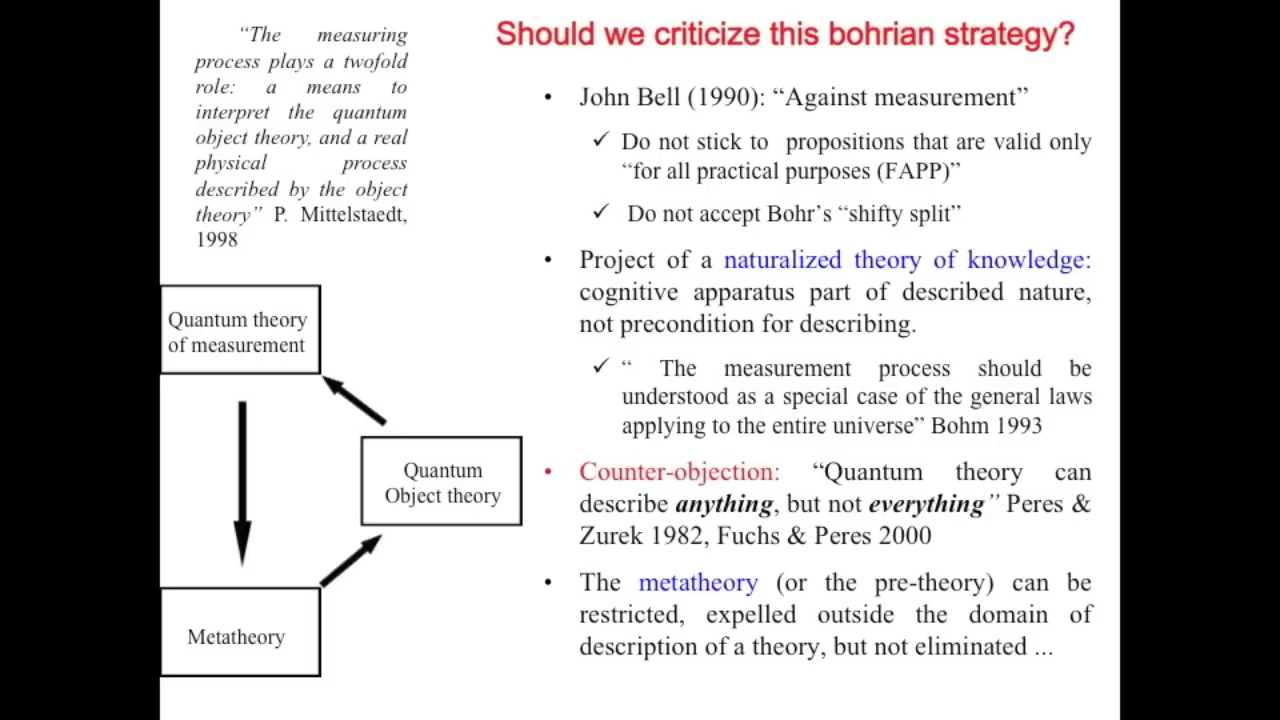 “The measuring
process plays a twofold
role: a means to
interpret the quantum
object theory, and a real
physical process
described by the object
theory” P. Mittelstaedt,
1998
Quantum theory
of measurement
Quantum
Object theory
Metatheory
Should we criticize this bohrian strategy?
• John Bell (1990): “Against measurement”
✓ Do not stick to propositions that are valid only
“for all practical purposes (FAPP)”
✓ Do not accept Bohr’s “shifty split”
• Project of a naturalized theory of knowledge:
cognitive apparatus part of described nature,
not precondition for describing.
✓ “ The measurement process should be
understood as a special case of the general laws
applying to the entire universe” Bohm 1993
• Counter-objection: “Quantum theory can
describe anything, but not everything” Peres &
Zurek 1982, Fuchs & Peres 2000
• The metatheory (or the pre-theory) can be
restricted, expelled outside the domain of
description of a theory, but not eliminated ...